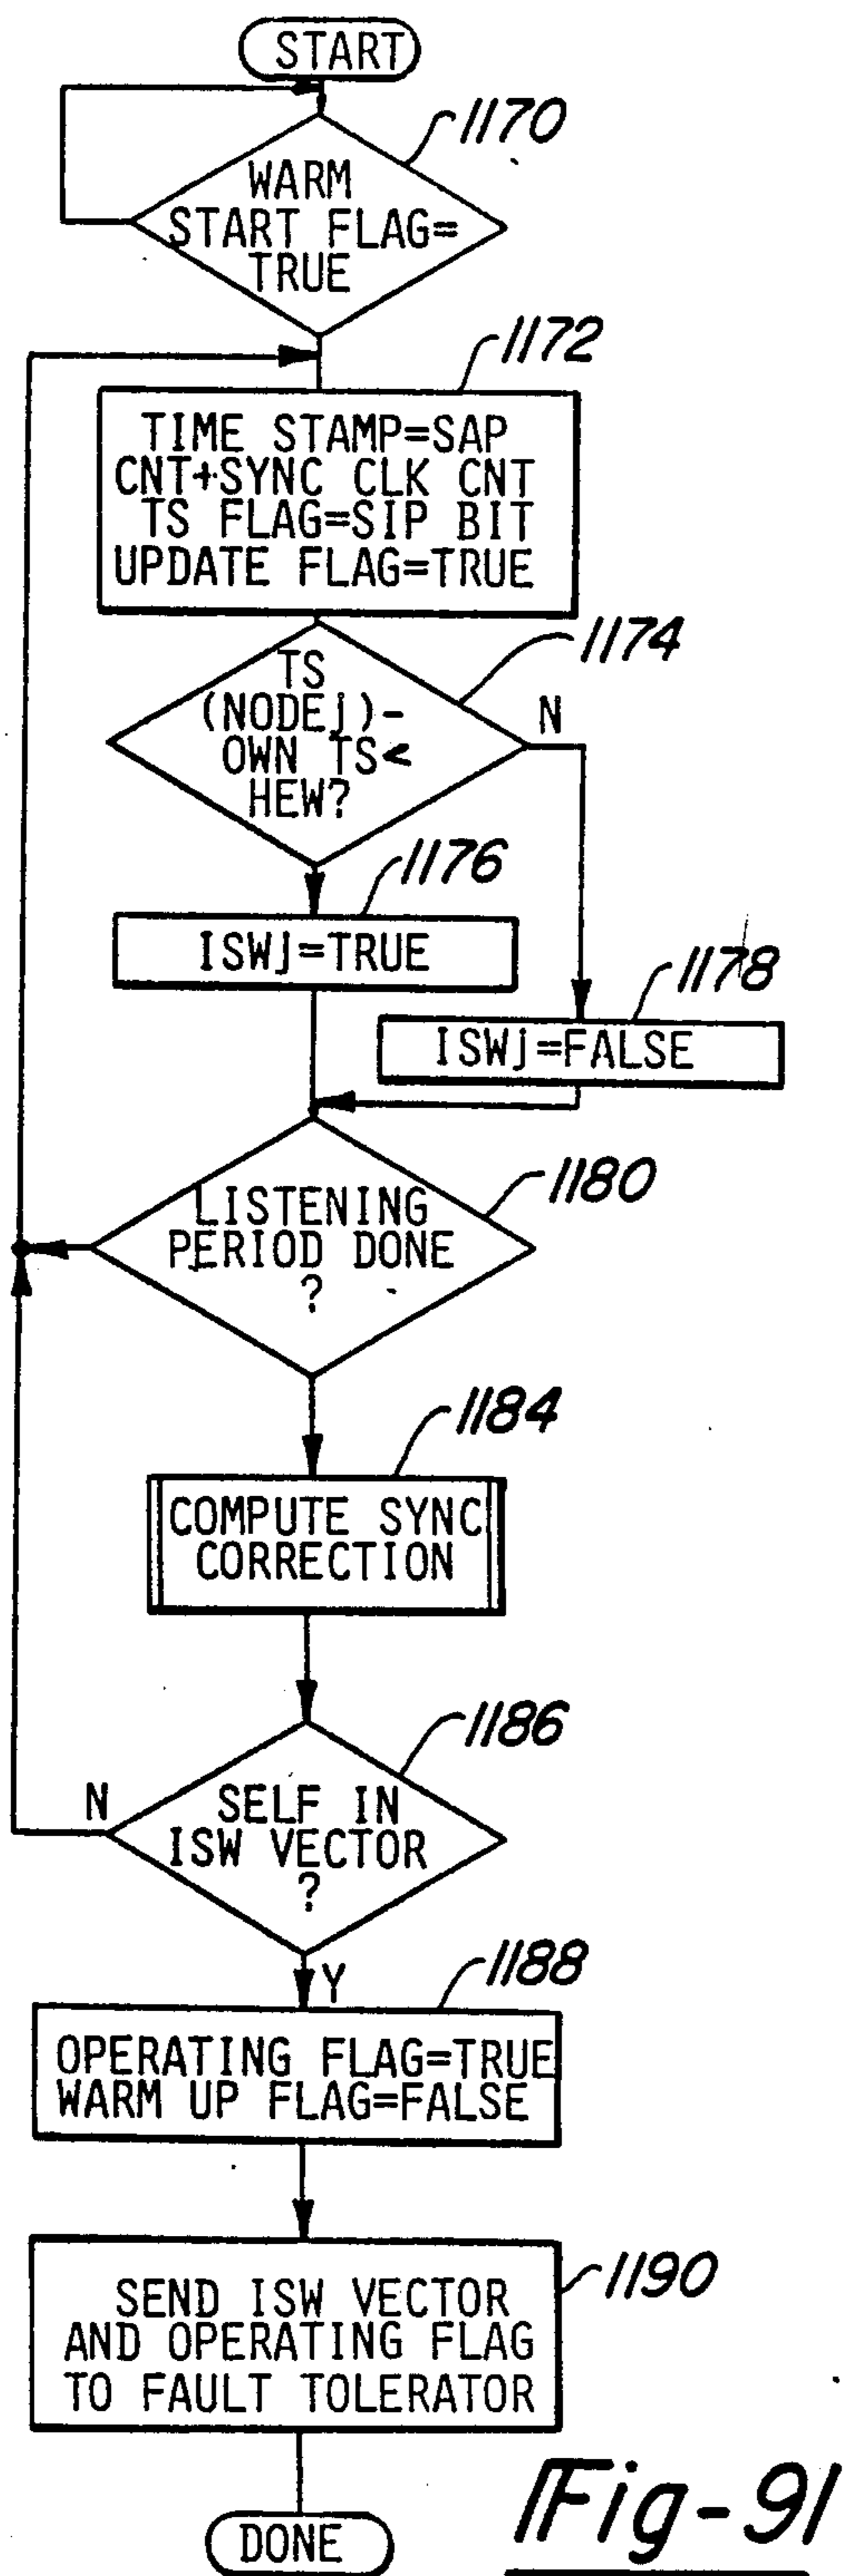 START
1170
WARM
START FLAG=
TRUE
1172
TIME STAMP=SAP
CNT+SYNC CLK CNT
TS FLAG=SIP BIT
UPDATE FLAG=TRUE
1174
TS
(NODEj)-
OWN TS<
HEW?
N
1176
ISWJ=TRUE
1178
ISWj=FALSE
1180
LISTENING
PERIOD DONE
?
1184
COMPUTE SYNC
CORRECTION
1186
SELF IN
ISW VECTOR
?
N
Y
1188
OPERATING FLAG=TRUE
WARM UP FLAG=FALSE
1190
SEND ISW VECTOR
AND OPERATING FLAG
TO FAULT TOLERATOR
DONE
Fig-91